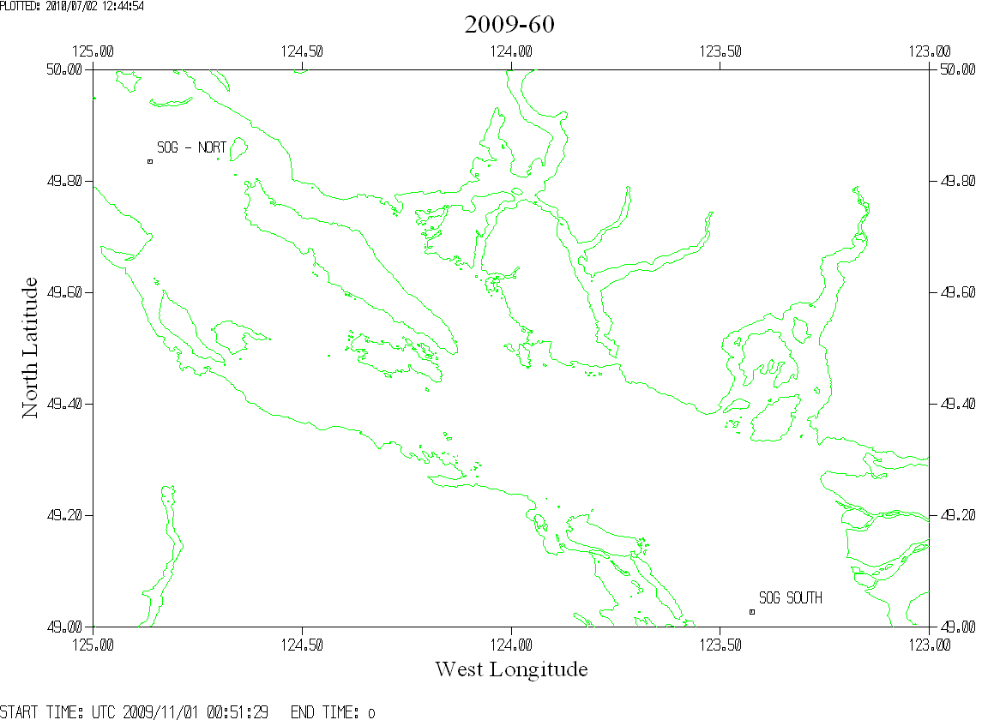 PLOTTED: 2010/07/02 12:44:54
2009-60
125.00 124.50 124.00 123.50 123.00
50.00 50.00
SOG - NORT
49.80 49.80
49.60 49.60
North Latitude
49.40 49.40
49.20 49.20
SOG SOUTH
49.00 49.00
125.00 124.50 124.00 123.50 123.00
West Longitude
START TIME: UTC 2009/11/01 00:51:29 END TIME: o